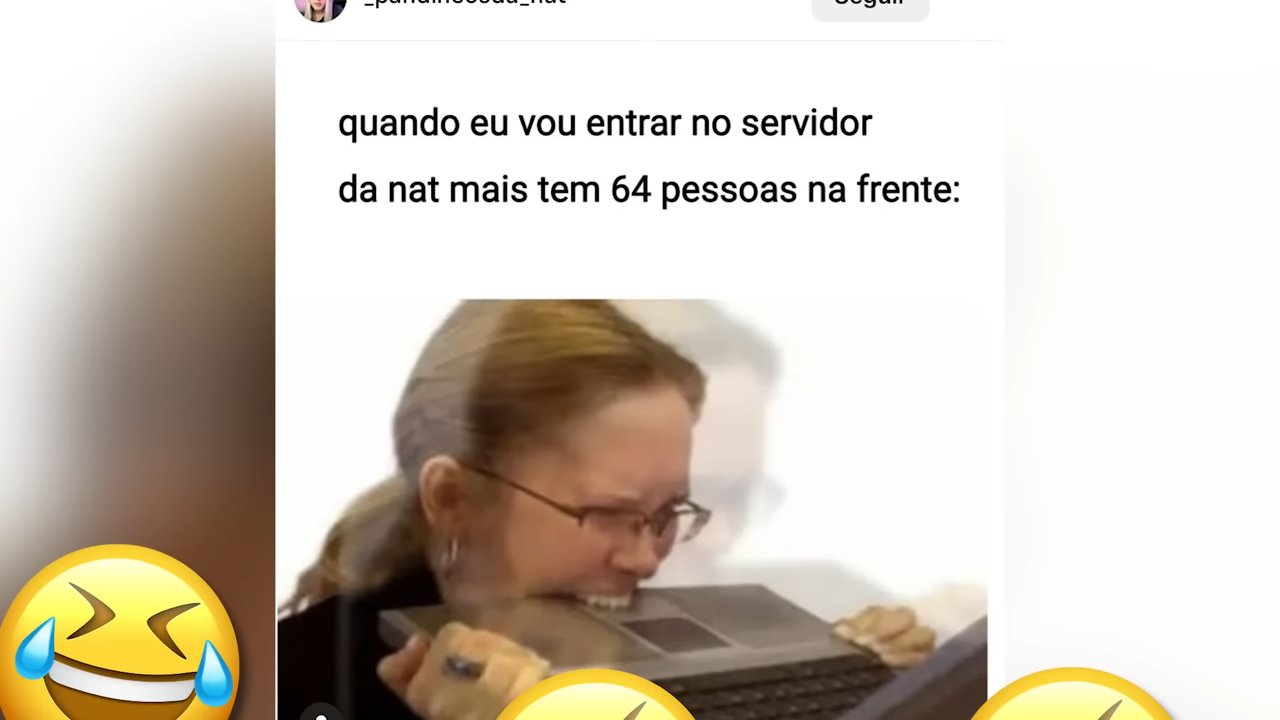 quando eu vou entrar no servidor
da nat mais tem 64 pessoas na frente: